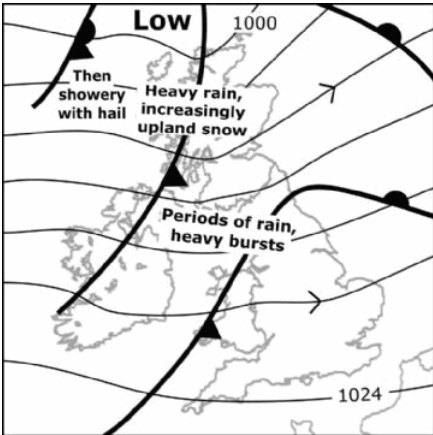 Low
1000
Then
showery
with hail
Heavy rain,
increasingly
upland snow
Periods of rain,
heavy bursts
1024